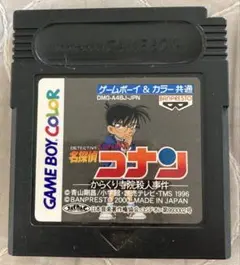 ゲームボーイ&カラー共通
DMG-A4BJ-JPN
BANPRESTO
GAME BOY COLOR
DETECTIVE
名探偵
コナン
からくり寺院殺人事件
©青山剛昌/小学館・読売テレビ・TMS 1996
©BANPRESTO 2000 MADE IN JAPAN